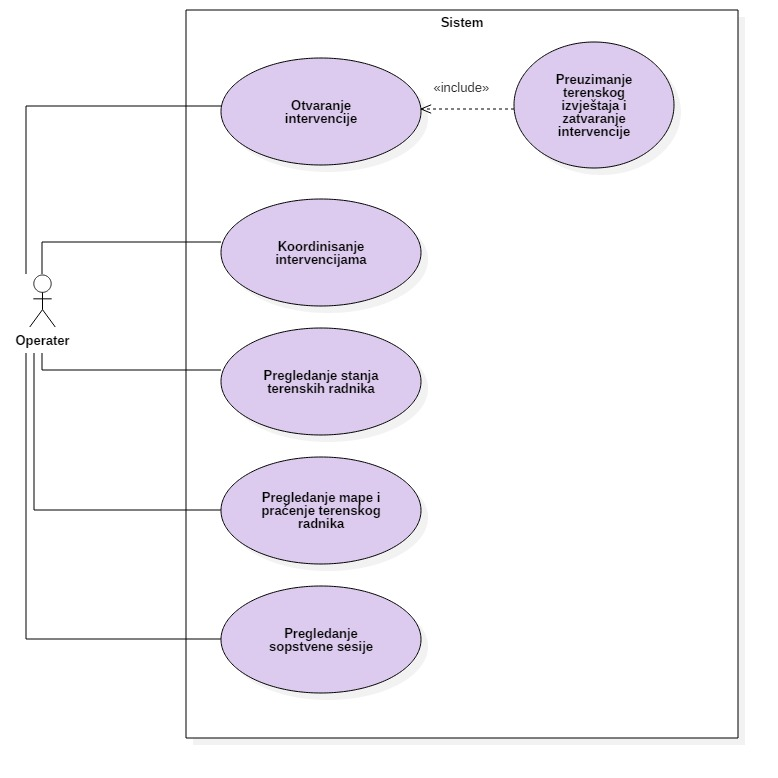 Sistem
Otvaranje
intervencije
«include»
Preuzimanje
terenskog
izvještaja i
zatvaranje
intervencije
Koordinisanje
intervencijama
Operater
Pregledanje stanja
terenskih radnika
Pregledanje mape i
praćenje terenskog
radnika
Pregledanje
sopstvene sesije